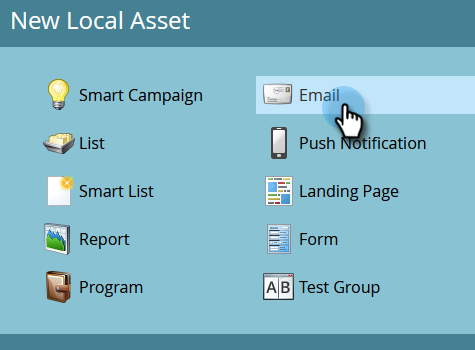 New Local Asset
Smart Campaign
Email
List
Push Notification
Smart List
Landing Page
Report
Form
Program
A B
Test Group